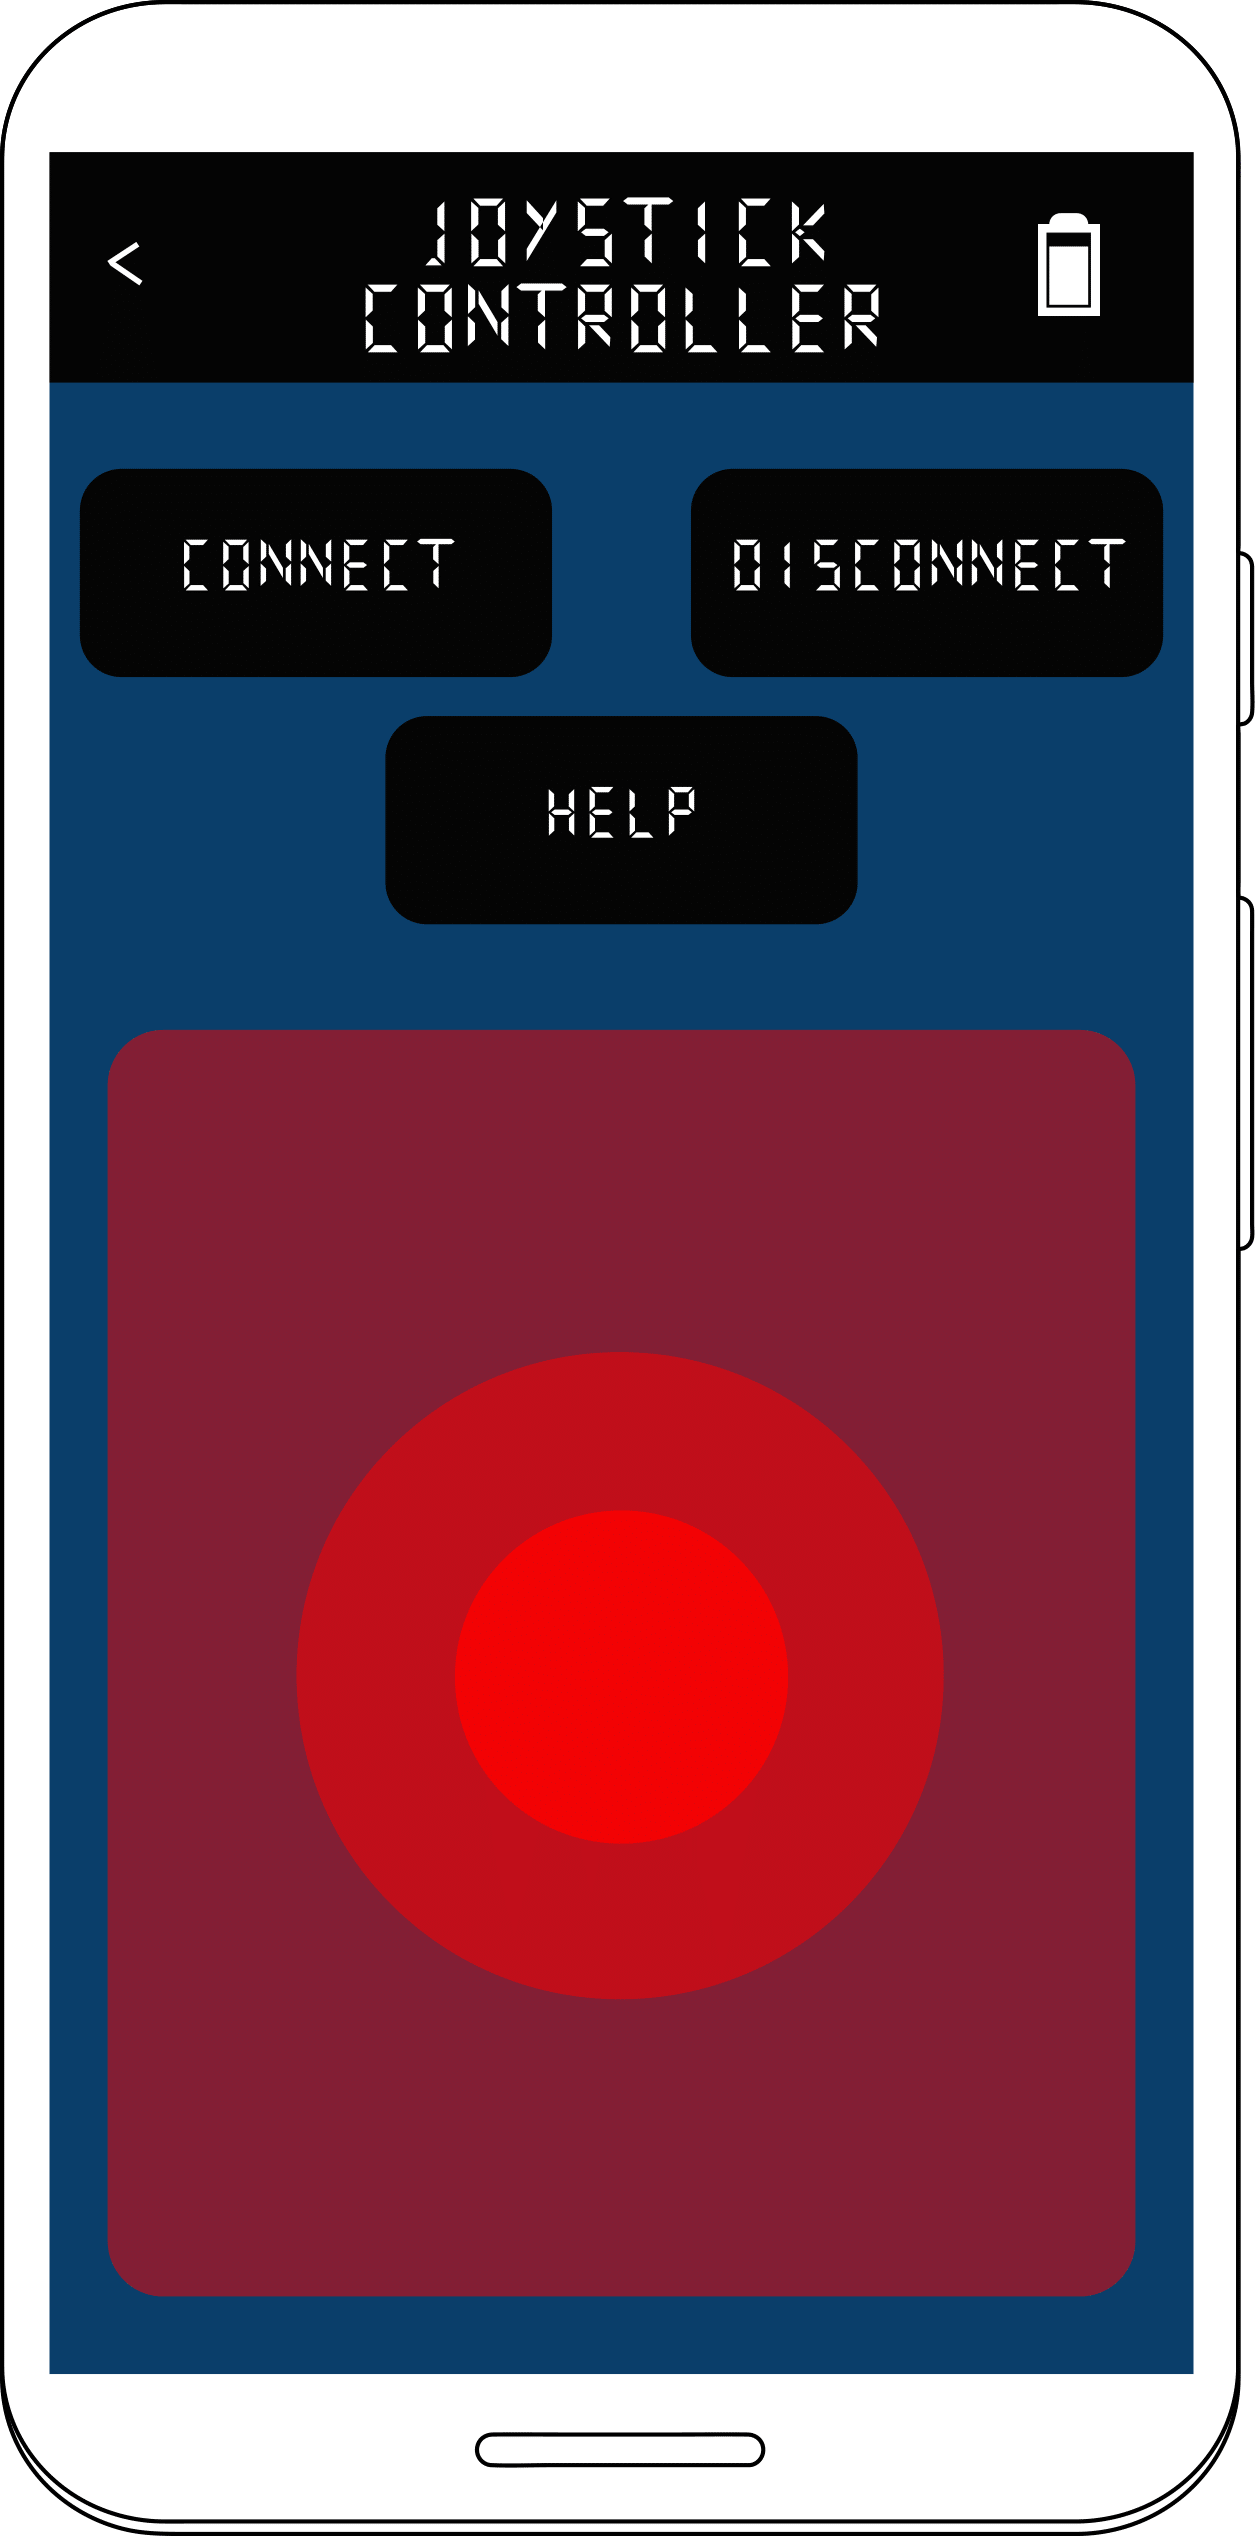 <
JOYSTICK
CONTROLLER
CONNECT
DISCONNECT
HELP